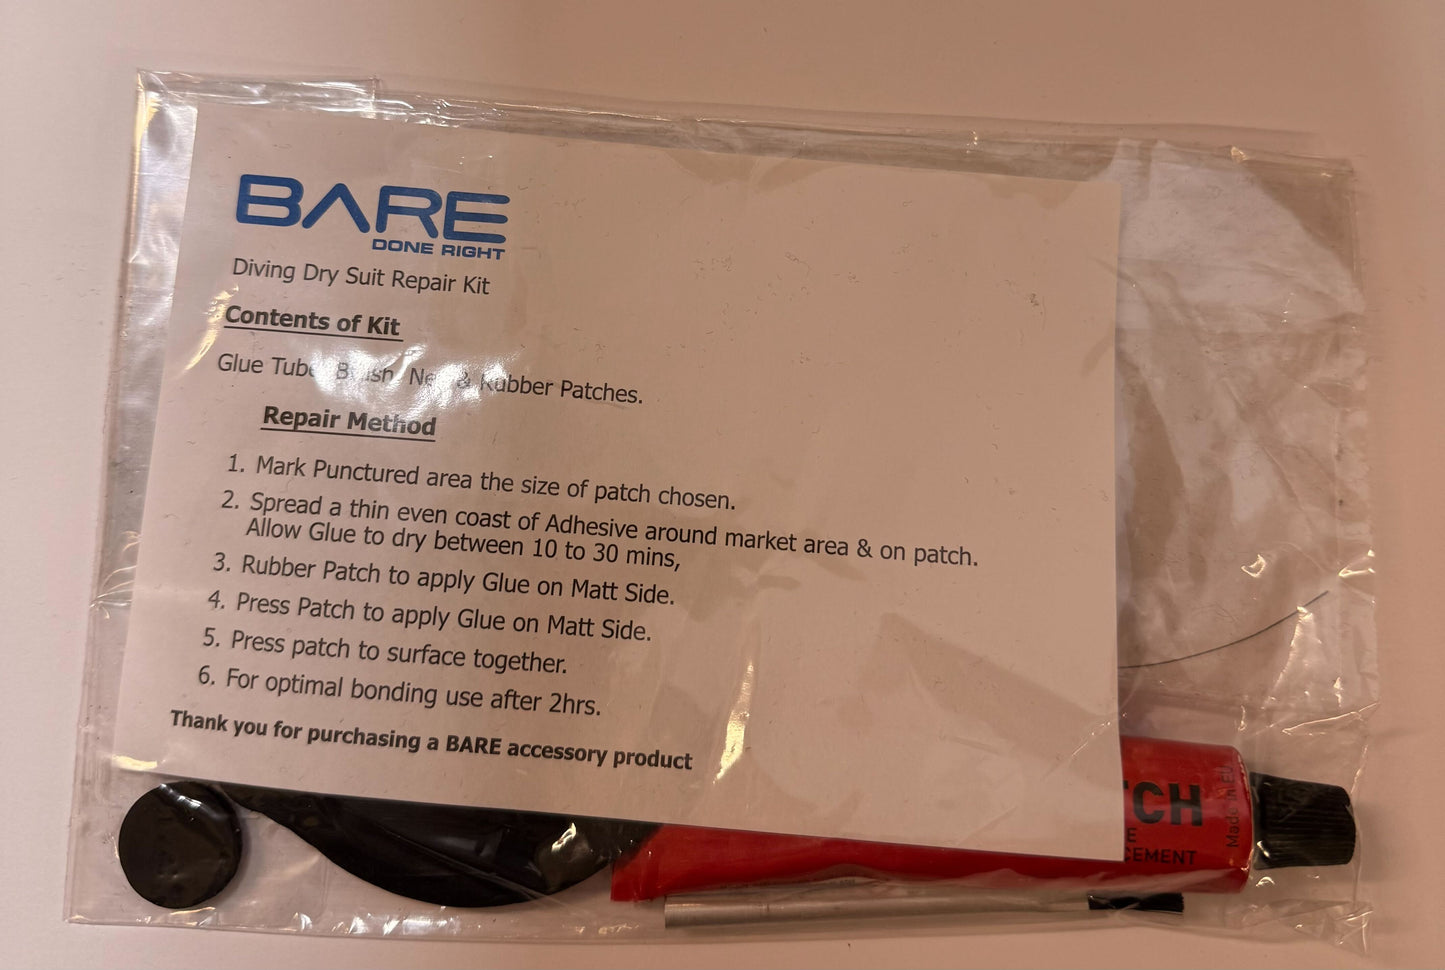 BARE
DONE RIGHT
Diving Dry Suit Repair Kit
Contents of Kit
Glue Tube & Rubber Patches.
Repair Method
1. Mark Punctured area the size of patch chosen.
2. Spread a thin even coast of Adhesive around market area & on patch.
Allow Glue to dry between 10 to 30 mins,
3. Rubber Patch to apply Glue on Matt Side.
4. Press Patch to apply Glue on Matt Side.
5. Press patch to surface together.
6. For optimal bonding use after 2hrs.
Thank you for purchasing a BARE accessory product
TCH
E
CEMENT
Made in EU